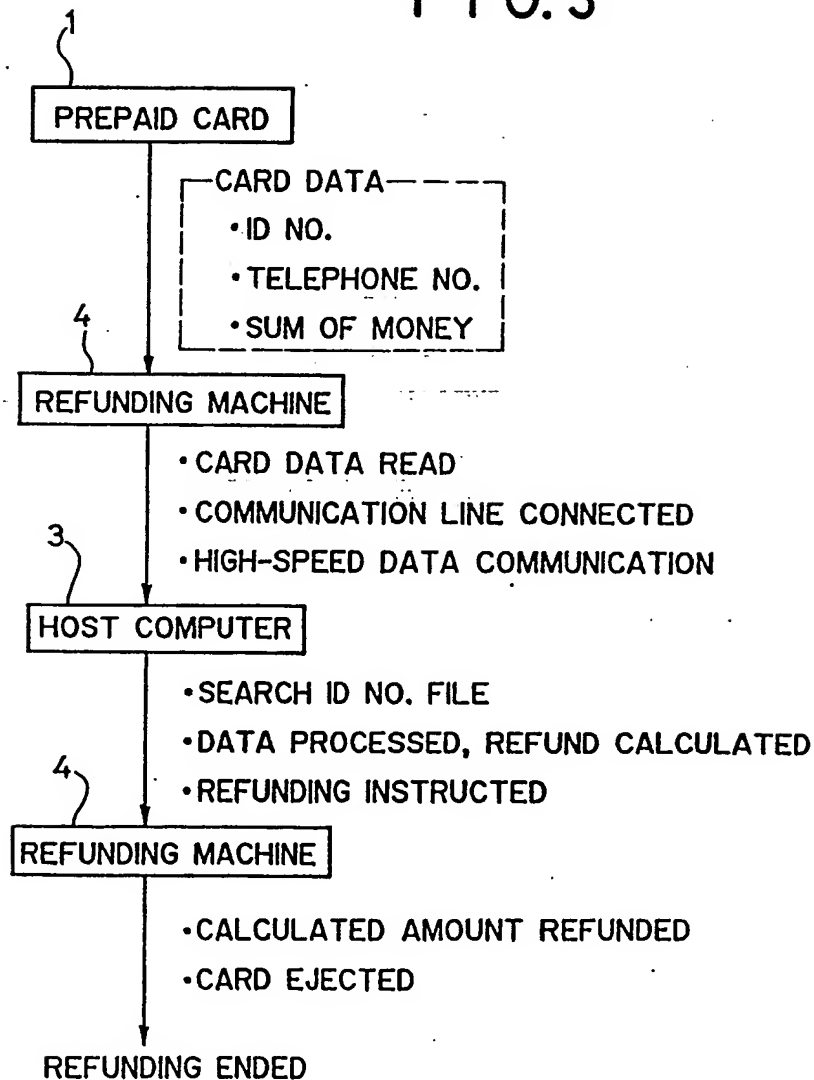 FIG. 3
1
PREPAID CARD
CARD DATA
•ID NO.
•TELEPHONE NO.
•SUM OF MONEY
4
REFUNDING MACHINE
•CARD DATA READ
•COMMUNICATION LINE CONNECTED
•HIGH-SPEED DATA COMMUNICATION
3
HOST COMPUTER
•SEARCH ID NO. FILE
•DATA PROCESSED, REFUND CALCULATED
•REFUNDING INSTRUCTED
4
REFUNDING MACHINE
•CALCULATED AMOUNT REFUNDED
•CARD EJECTED
REFUNDING ENDED